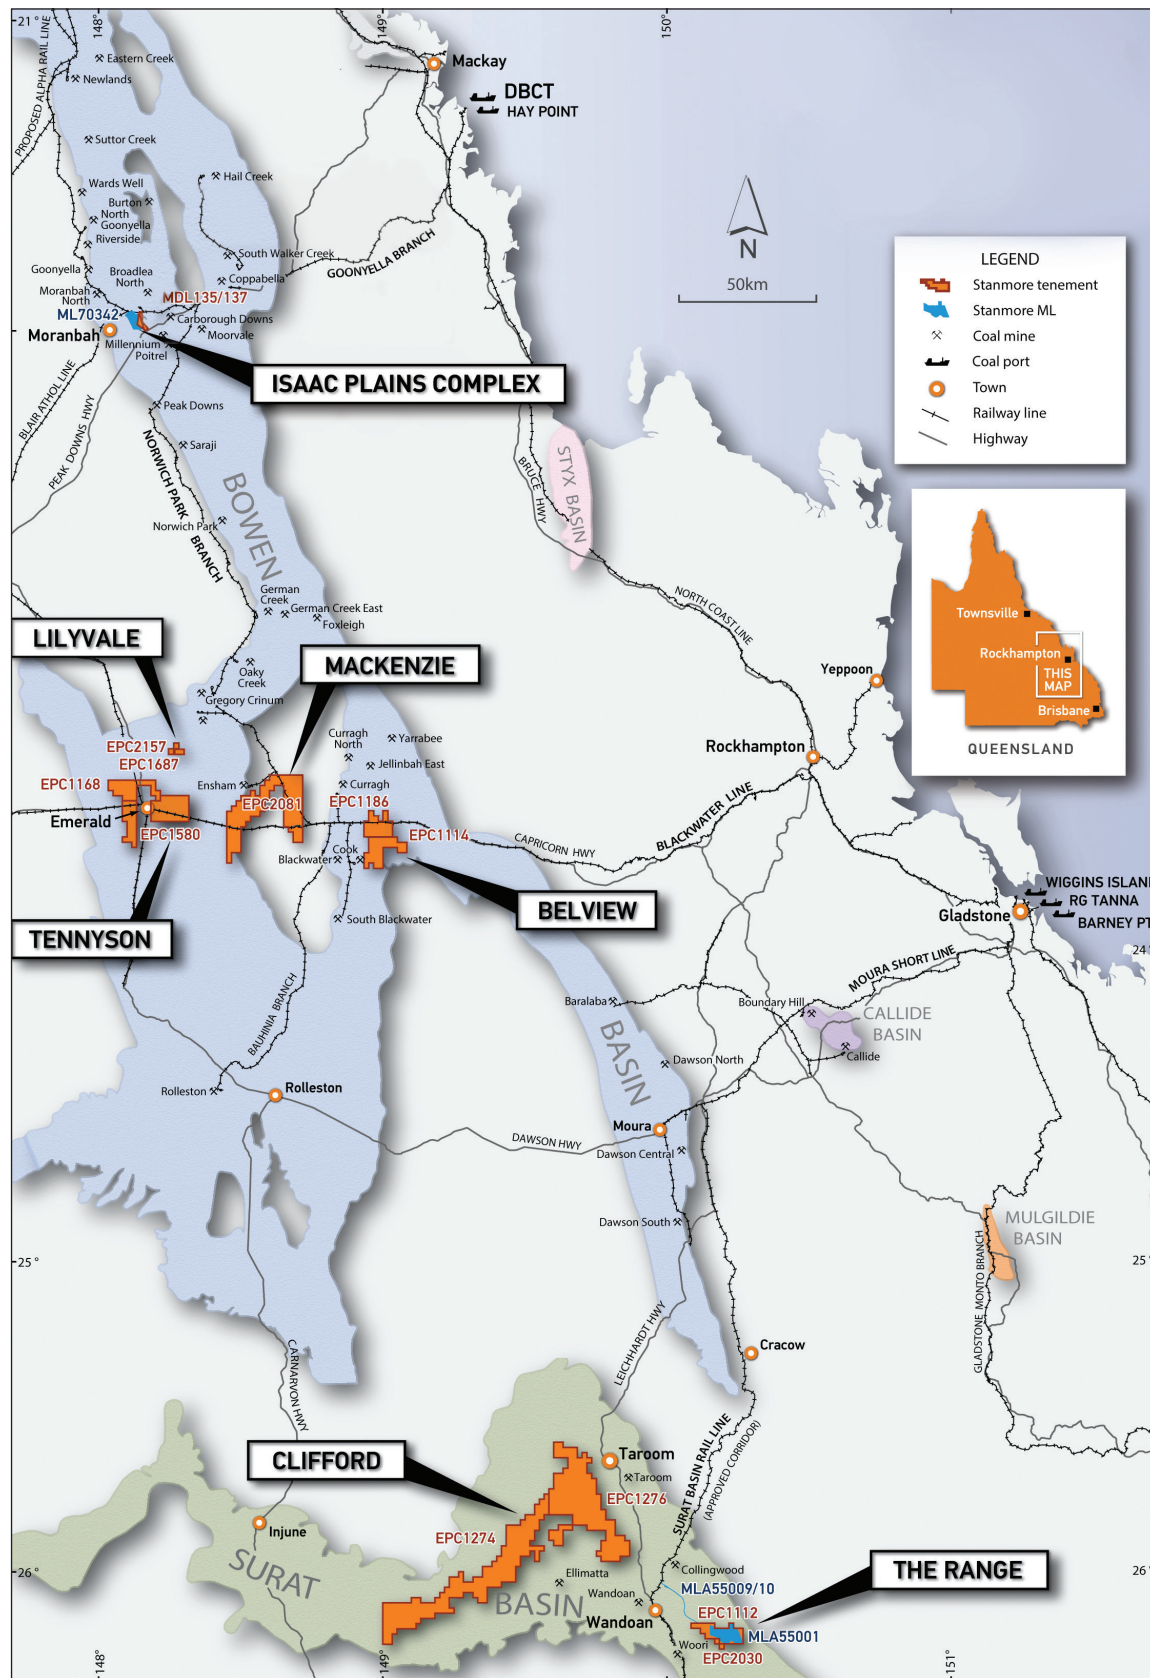 21°
148°
149°
150°
PROPOSED ALPHA RAIL LINE
Eastern Creek
Newlands
Mackay
DBCT
HAY POINT
Suttor Creek
Hail Creek
Wards Well
Burton
North
Goonyella
Riverside
N
50km
South Walker Creek
GOONYELLA BRANCH
Goonyella
Broadlea
North
Coppabella
Moranbah
North
MDL135/137
ML70342
Carborough Downs
Moranbah
Moorvale
Millennium
Poitrel
ISAAC PLAINS COMPLEX
LEGEND
Stanmore tenement
Stanmore ML
Coal mine
Coal port
Town
Railway line
Highway
BLAIR ATHOL LINE
PEAK DOWNS HWY
Peak Downs
Saraji
NORWICH PARK
BRANCH
Norwich Park
BOWEN
BRUCE HWY
STYX BASIN
German
Creek
German Creek East
Foxleigh
NORTH COAST LINE
Townsville
Rockhampton
THIS
MAP
Brisbane
QUEENSLAND
LILYVALE
MACKENZIE
Oaky
Creek
Gregory Crinum
Yeppoon
Rockhampton
EPC2157
EPC1687
Curragh
North
Yarrabee
Jellinbah East
EPC1168
Ensham
Curragh
EPC2081
EPC1186
Emerald
EPC1580
EPC1114
BLACKWATER LINE
CAPRICORN HWY
Cook
Blackwater
BELVIEW
TENNYSON
South Blackwater
WIGGINS ISLAND
RG TANNA
BARNEY PT
Gladstone
24°
MOURA SHORT LINE
BAUHINIA BRANCH
Baralaba
Boundary Hill
CALLIDE
BASIN
Callide
BASIN
Dawson North
Rolleston
Rolleston
Moura
DAWSON HWY
Dawson Central
Dawson South
MULGILDIE
BASIN
25°
25°
GLADSTONE MONTO BRANCH
LEICHHARDT HWY
CARNARVON HWY
Cracow
SURAT BASIN RAIL LINE
(APPROVED CORRIDOR)
CLIFFORD
Taroom
Taroom
EPC1276
EPC1274
Injune
SURAT
BASIN
Collingwood
Ellimatta
MLA55009/10
THE RANGE
26°
26°
Wandoan
Wandoan
EPC1112
MLA55001
Woori
EPC2030
148°
149°
151°